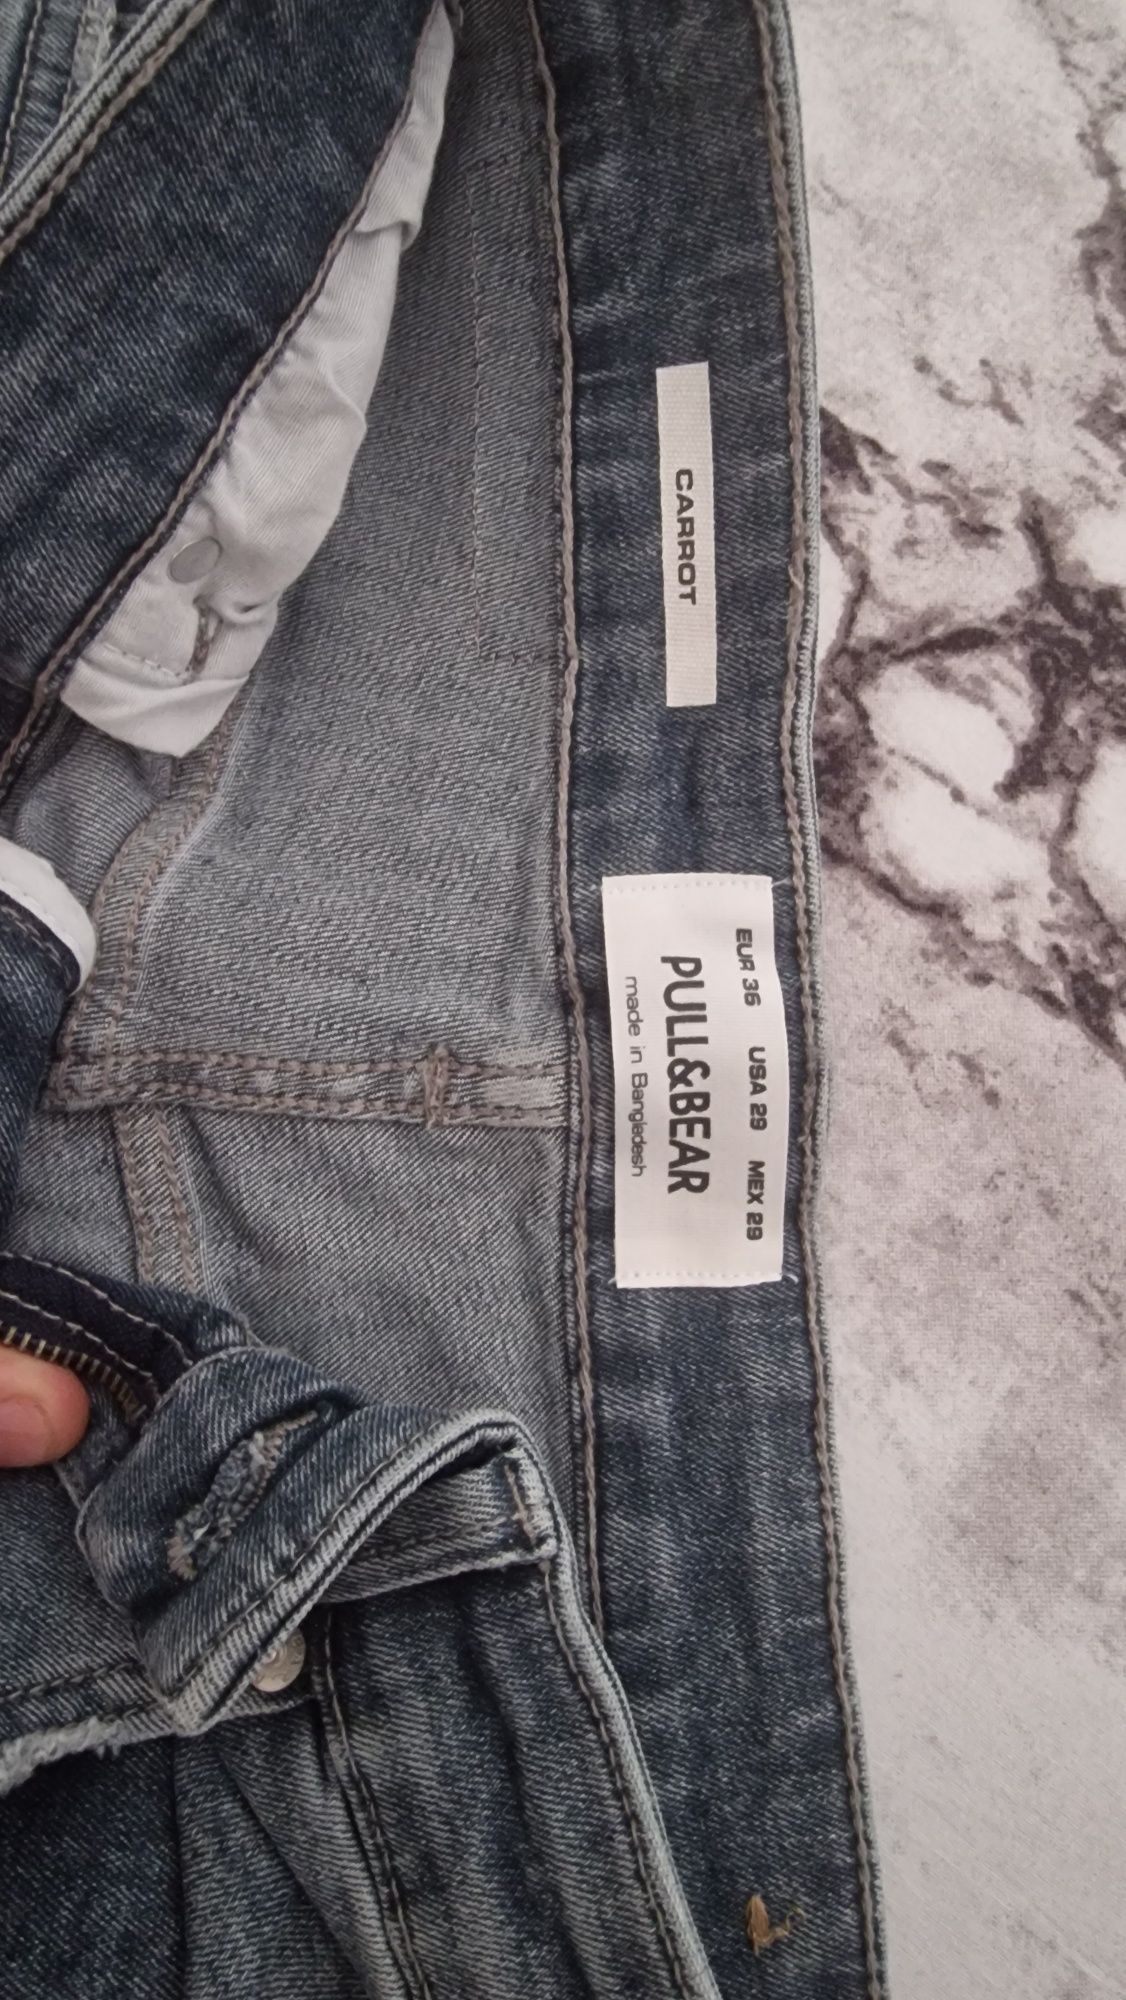 CARROT
EUR 36 USA 29 MEX 29
PULL&BEAR
made in Bangladesh